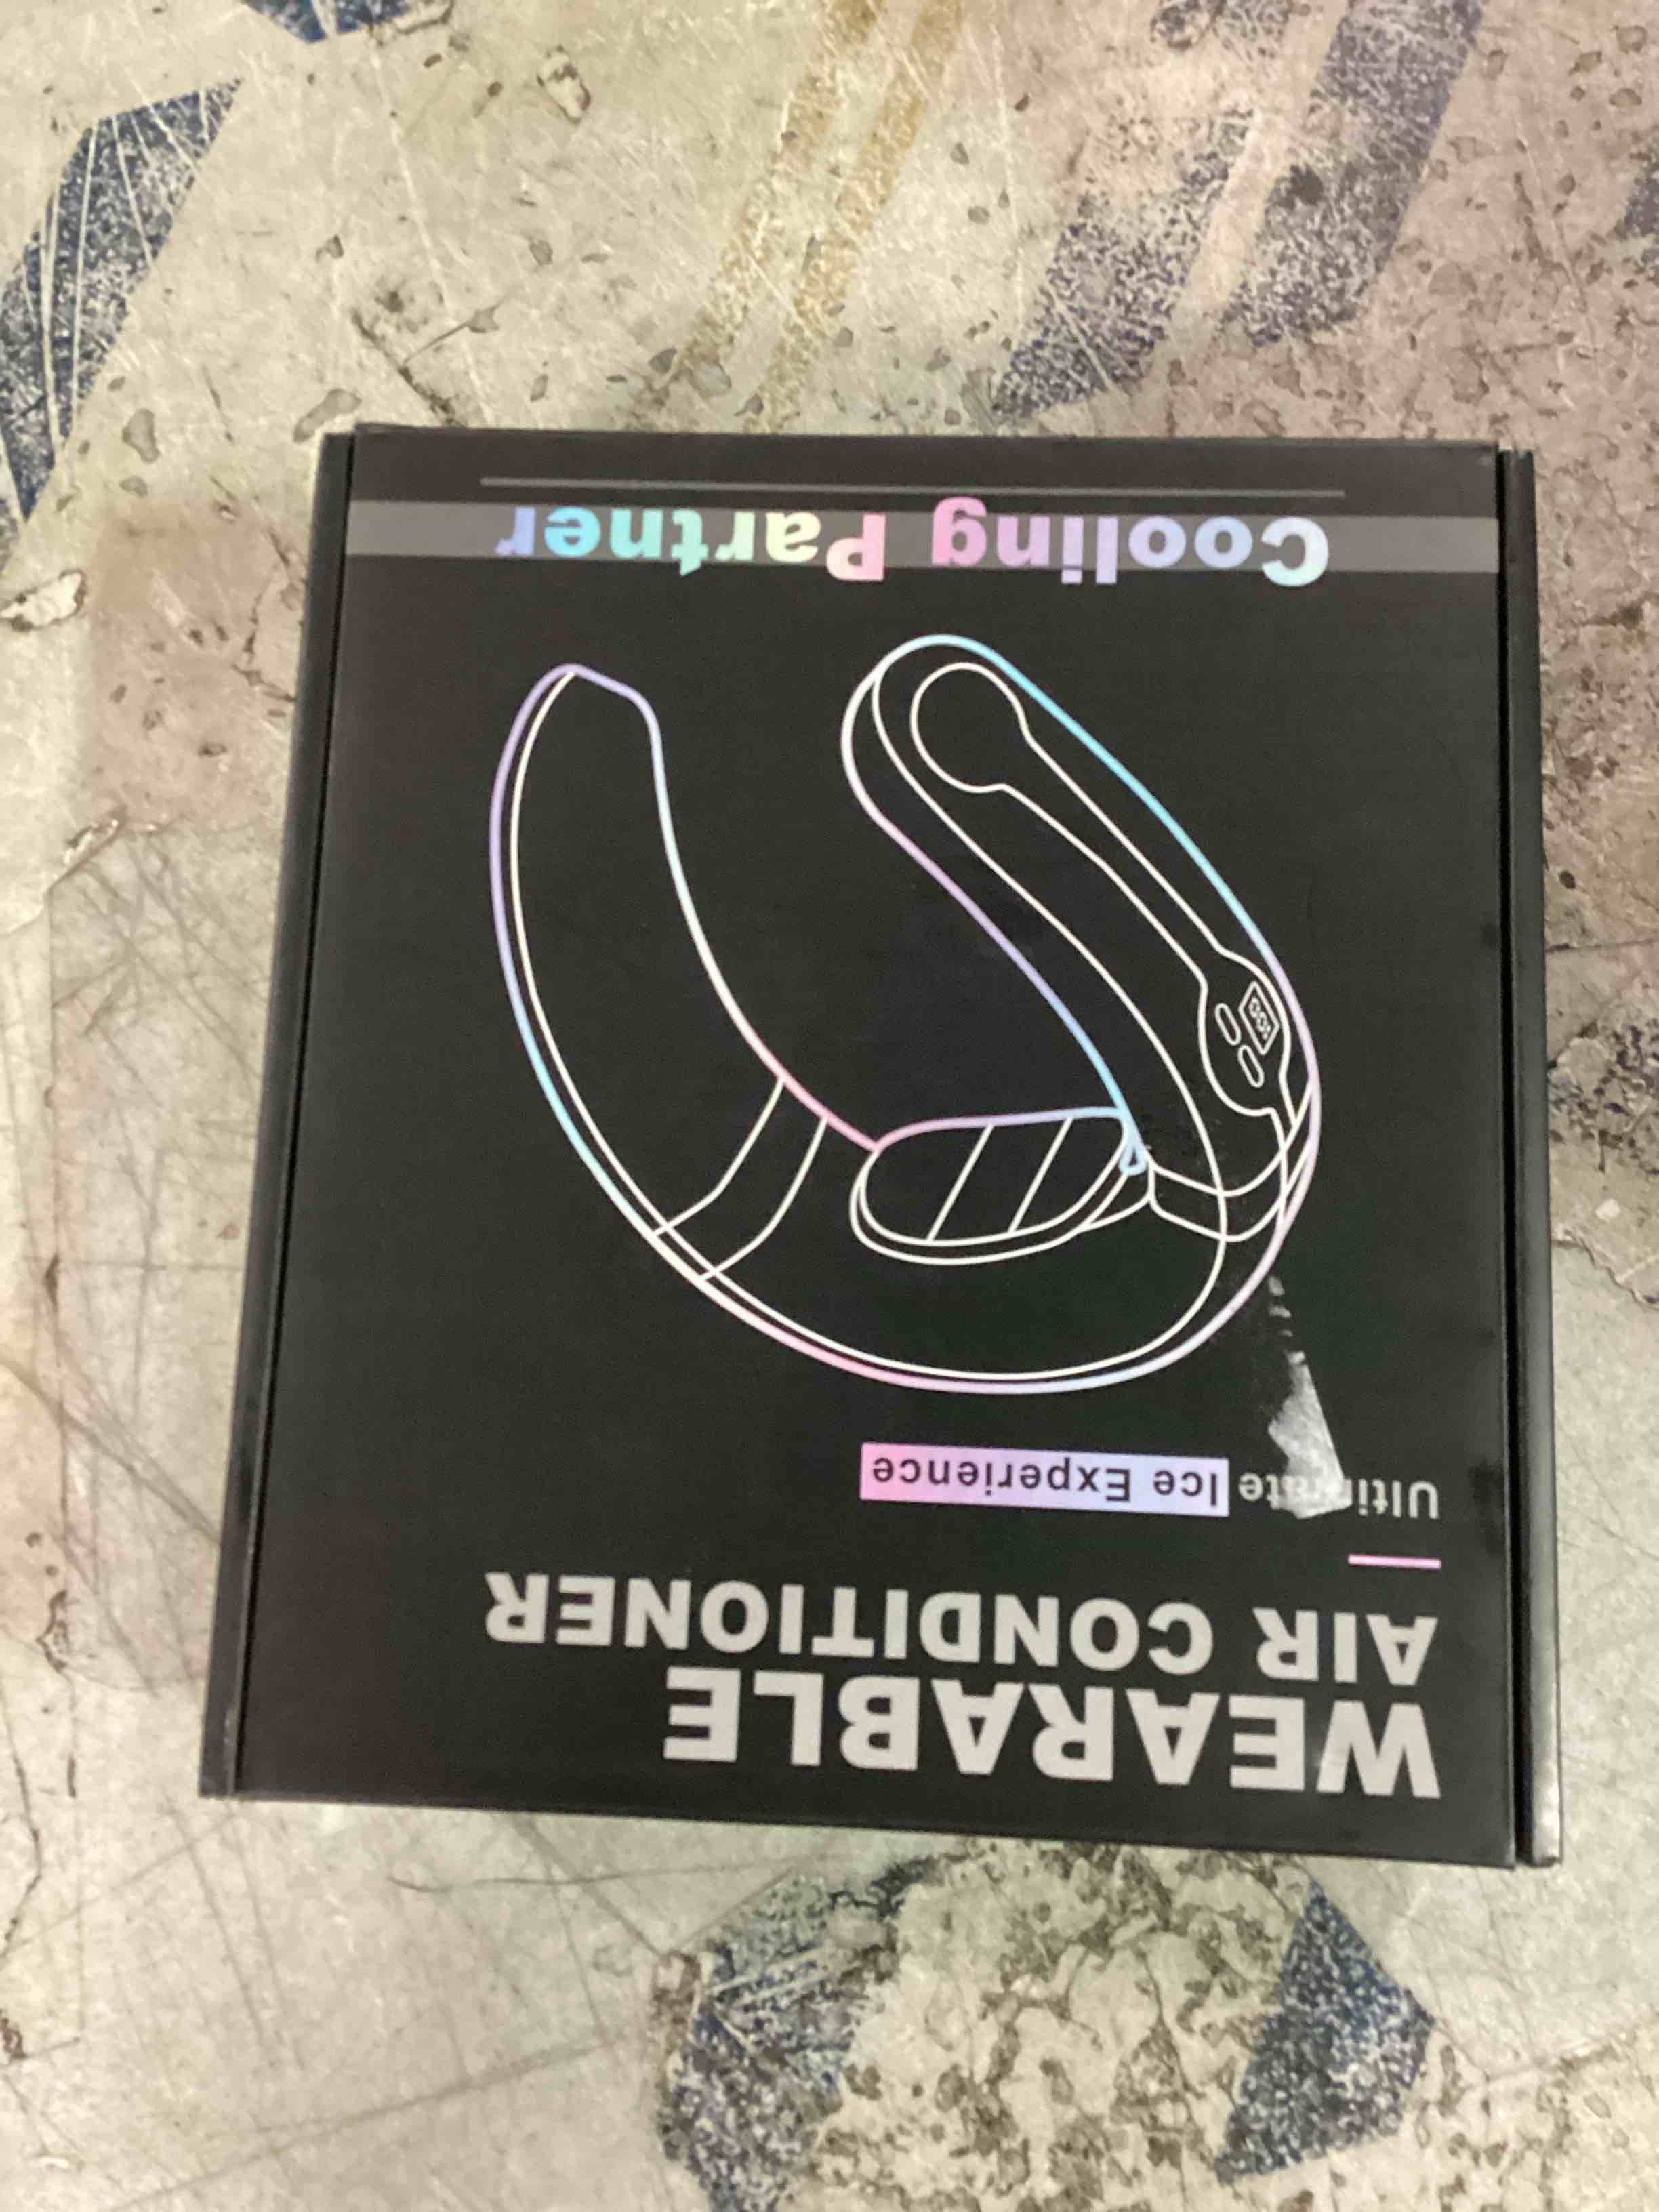 WEARABLE
AIR CONDITIONER
Ultimate Ice Experience
Cooling Partner